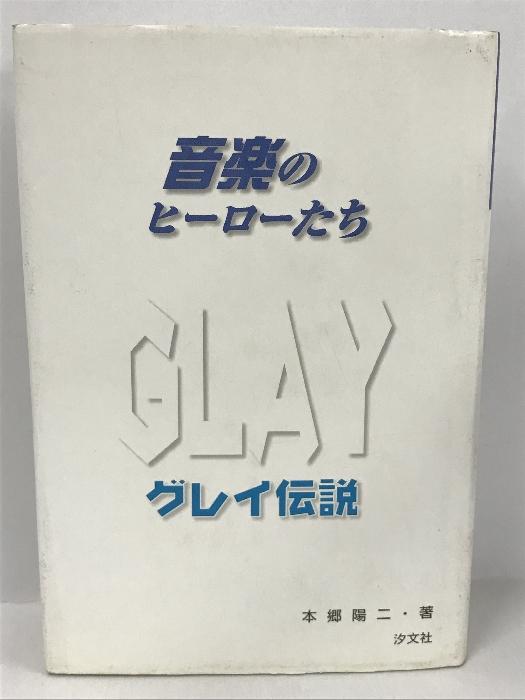 音楽の
ヒーローたち
GLAY
グレイ伝説
本郷陽二・著
汐文社